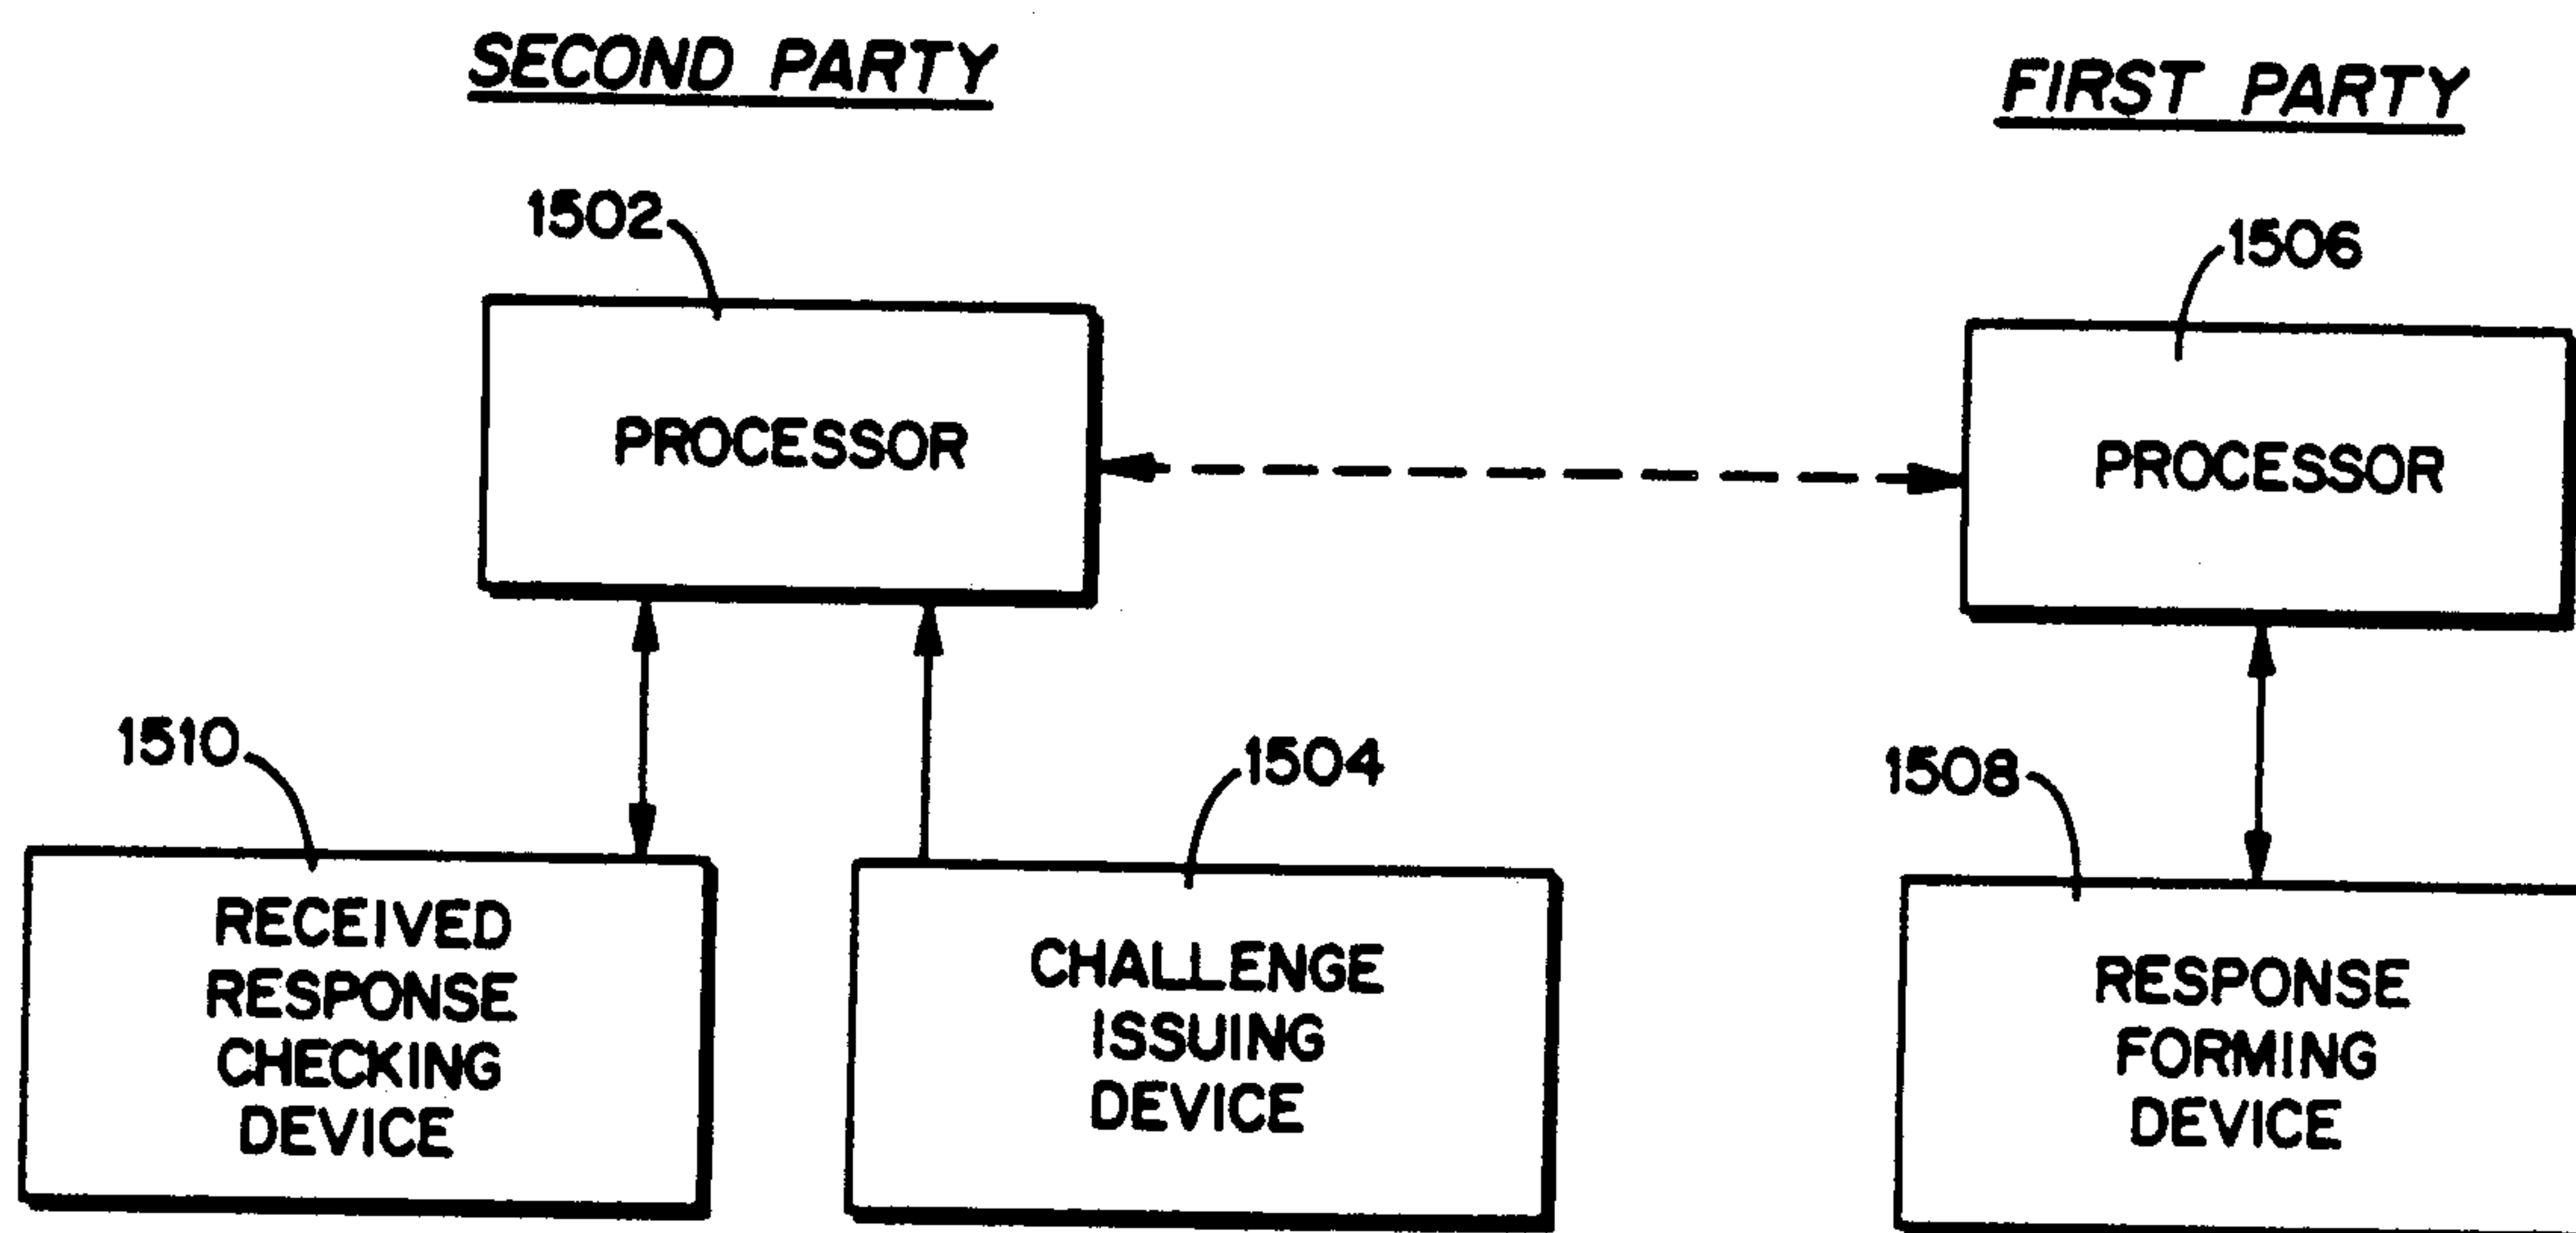 SECOND PARTY
FIRST PARTY
1502
1506
PROCESSOR
PROCESSOR
1510
1504
1508
RECEIVED
RESPONSE
CHECKING
DEVICE
CHALLENGE
ISSUING
DEVICE
RESPONSE
FORMING
DEVICE